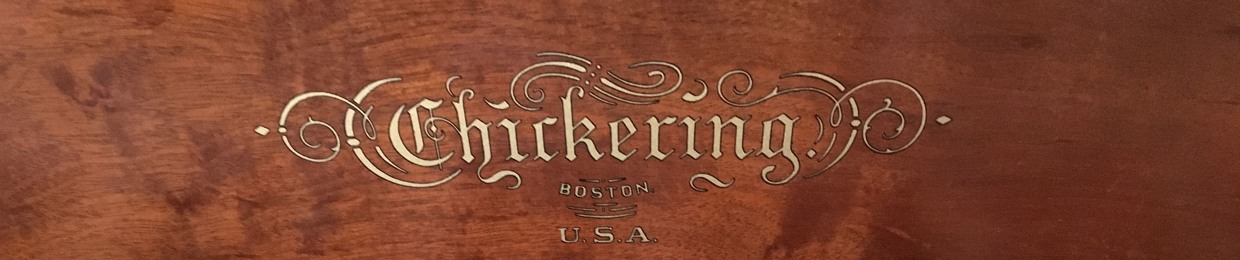 Chickering.
BOSTON.
U.S.A.